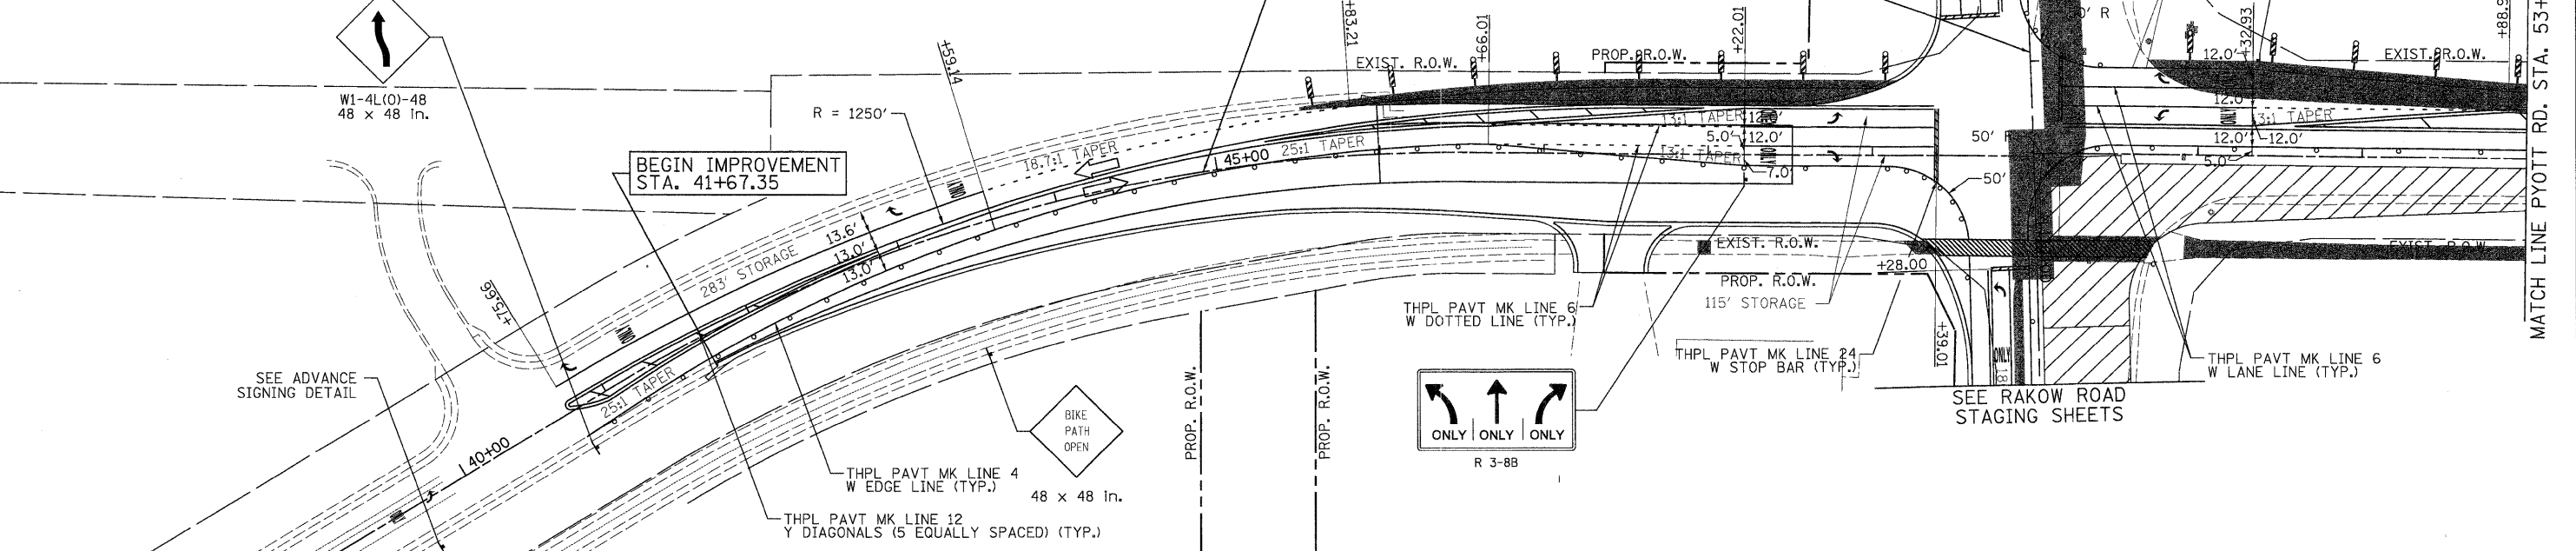 W1-4L(O)-48
48 x 48 in.
BEGIN IMPROVEMENT
STA. 41+67.35
R = 1250'
+59.14
+83.21
+66.01
+22.01
+32.93
EXIST. R.O.W.
PROP. R.O.W.
50' R
12.0'
EXIST. R.O.W.
MATCH LINE PYOTT RD. STA. 53+
18.7:1 TAPER
45+00
25:1 TAPER
13:1 TAPER
12.0'
5.0'
12.0'
13:1 TAPER
7.0'
ONLY
50'
12.0'
3:1 TAPER
12.0'
12.0'
5.0'
ONLY
13.6'
13.0'
13.0'
283' STORAGE
ONLY
+75.66
25:1 TAPER
40+00
SEE ADVANCE
SIGNING DETAIL
EXIST. R.O.W.
+28.00
PROP. R.O.W.
115' STORAGE
EXIST. R.O.W.
THPL PAVT MK LINE 6
W DOTTED LINE (TYP.)
THPL PAVT MK LINE 24
W STOP BAR (TYP.)
+39.01
ONLY
THPL PAVT MK LINE 6
W LANE LINE (TYP.)
SEE RAKOW ROAD
STAGING SHEETS
PROP. R.O.W.
PROP. R.O.W.
ONLY ONLY ONLY
R 3-8B
BIKE
PATH
OPEN
48 x 48 in.
THPL PAVT MK LINE 4
W EDGE LINE (TYP.)
THPL PAVT MK LINE 12
Y DIAGONALS (5 EQUALLY SPACED) (TYP.)